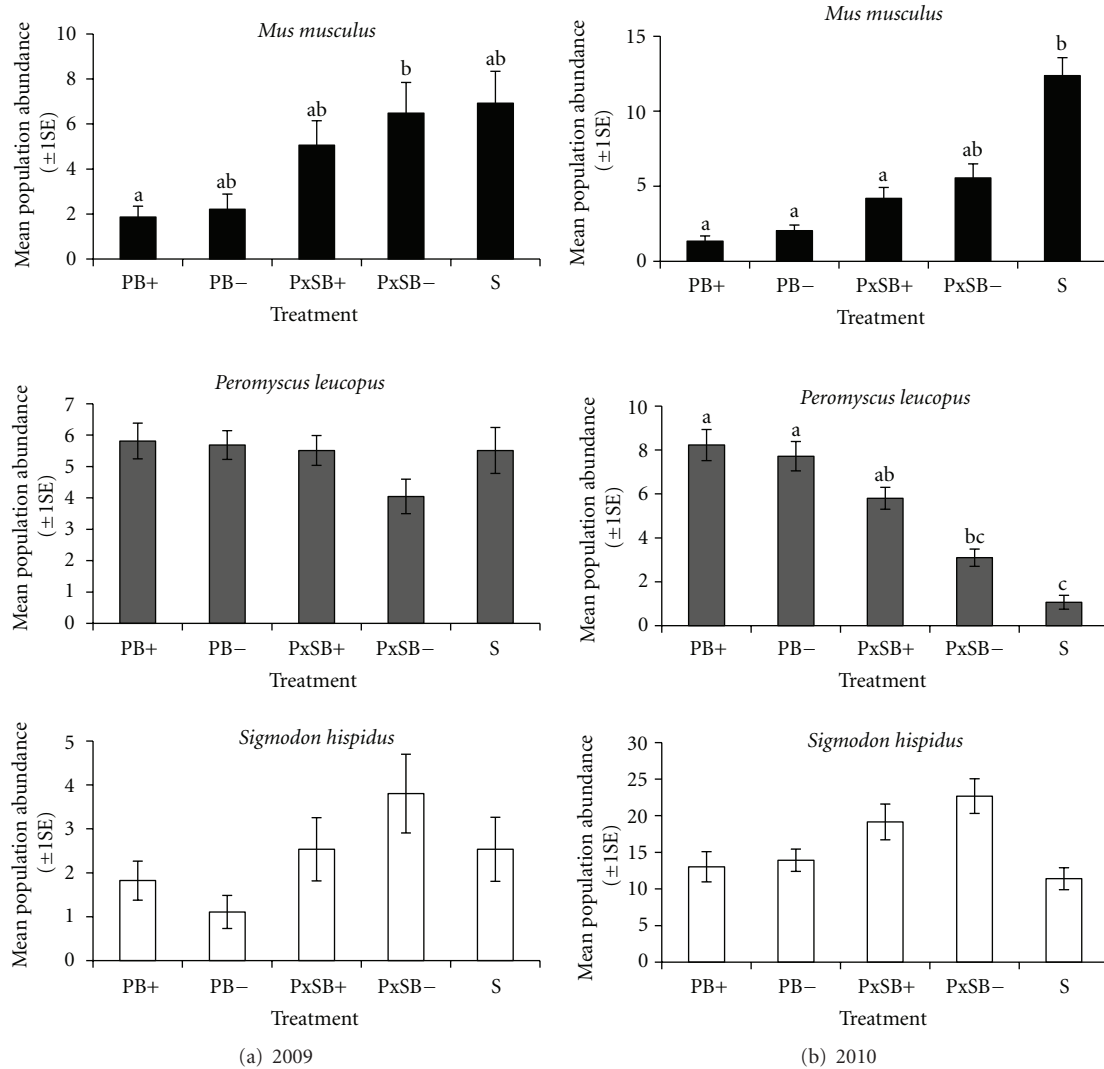 Mus musculus
Mean population abundance
(±1SE)
10
8
6
4
2
0
a
ab
ab
b
ab
PB+
PB−
PxSB+
PxSB−
S
Treatment
Peromyscus leucopus
Mean population abundance
(±1SE)
7
6
5
4
3
2
1
0
PB+
PB−
PxSB+
PxSB−
S
Treatment
Sigmodon hispidus
Mean population abundance
(±1SE)
5
4
3
2
1
0
PB+
PB−
PxSB+
PxSB−
S
Treatment
(a) 2009
Mus musculus
Mean population abundance
(±1SE)
15
10
5
0
a
a
a
ab
b
PB+
PB−
PxSB+
PxSB−
S
Treatment
Peromyscus leucopus
Mean population abundance
(±1SE)
10
8
6
4
2
0
a
a
ab
bc
c
PB+
PB−
PxSB+
PxSB−
S
Treatment
Sigmodon hispidus
Mean population abundance
(±1SE)
30
25
20
15
10
5
0
PB+
PB−
PxSB+
PxSB−
S
Treatment
(b) 2010